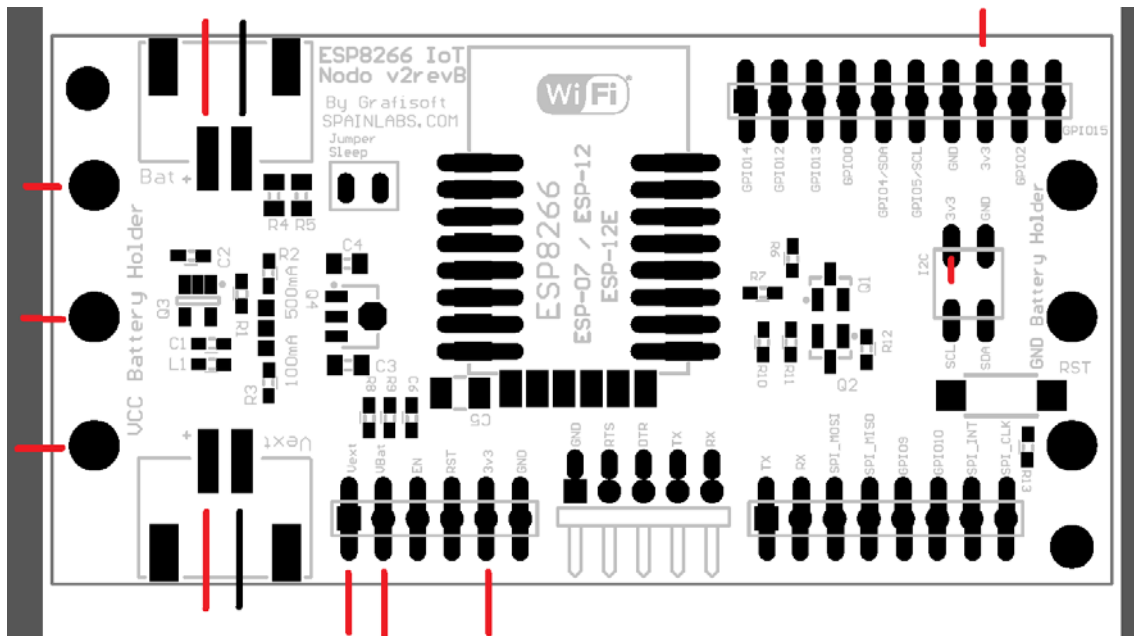 ESP8266 IoT
Nodo v2revB
By Grafisoft
SPAINLABS.COM
Jumper
Sleep
WiFi
Bat +
R4 R5
C2
R2
C4
Q3
R1
500mA
Q4
C1
L1
100mA
R3
C3
VCC Battery Holder
+ Vext
R8
R9
C6
C5
ESP8266
ESP-07 / ESP-12
ESP-12E
GPIO14
GPIO12
GPIO13
GPIO0
GPIO4/SDA
GPIO5/SCL
GND
3v3
GPIO2
GPIO15
R6
R7
Q1
R10
R11
Q2
R12
3v3
GND
I2C
SCL
SDA
GND Battery Holder
RST
R13
Vext
VBat
EN
RST
3v3
GND
GND
RTS
DTR
TX
RX
TX
RX
SPI_MOSI
SPI_MISO
GPIO9
GPIO10
SPI_INT
SPI_CLK